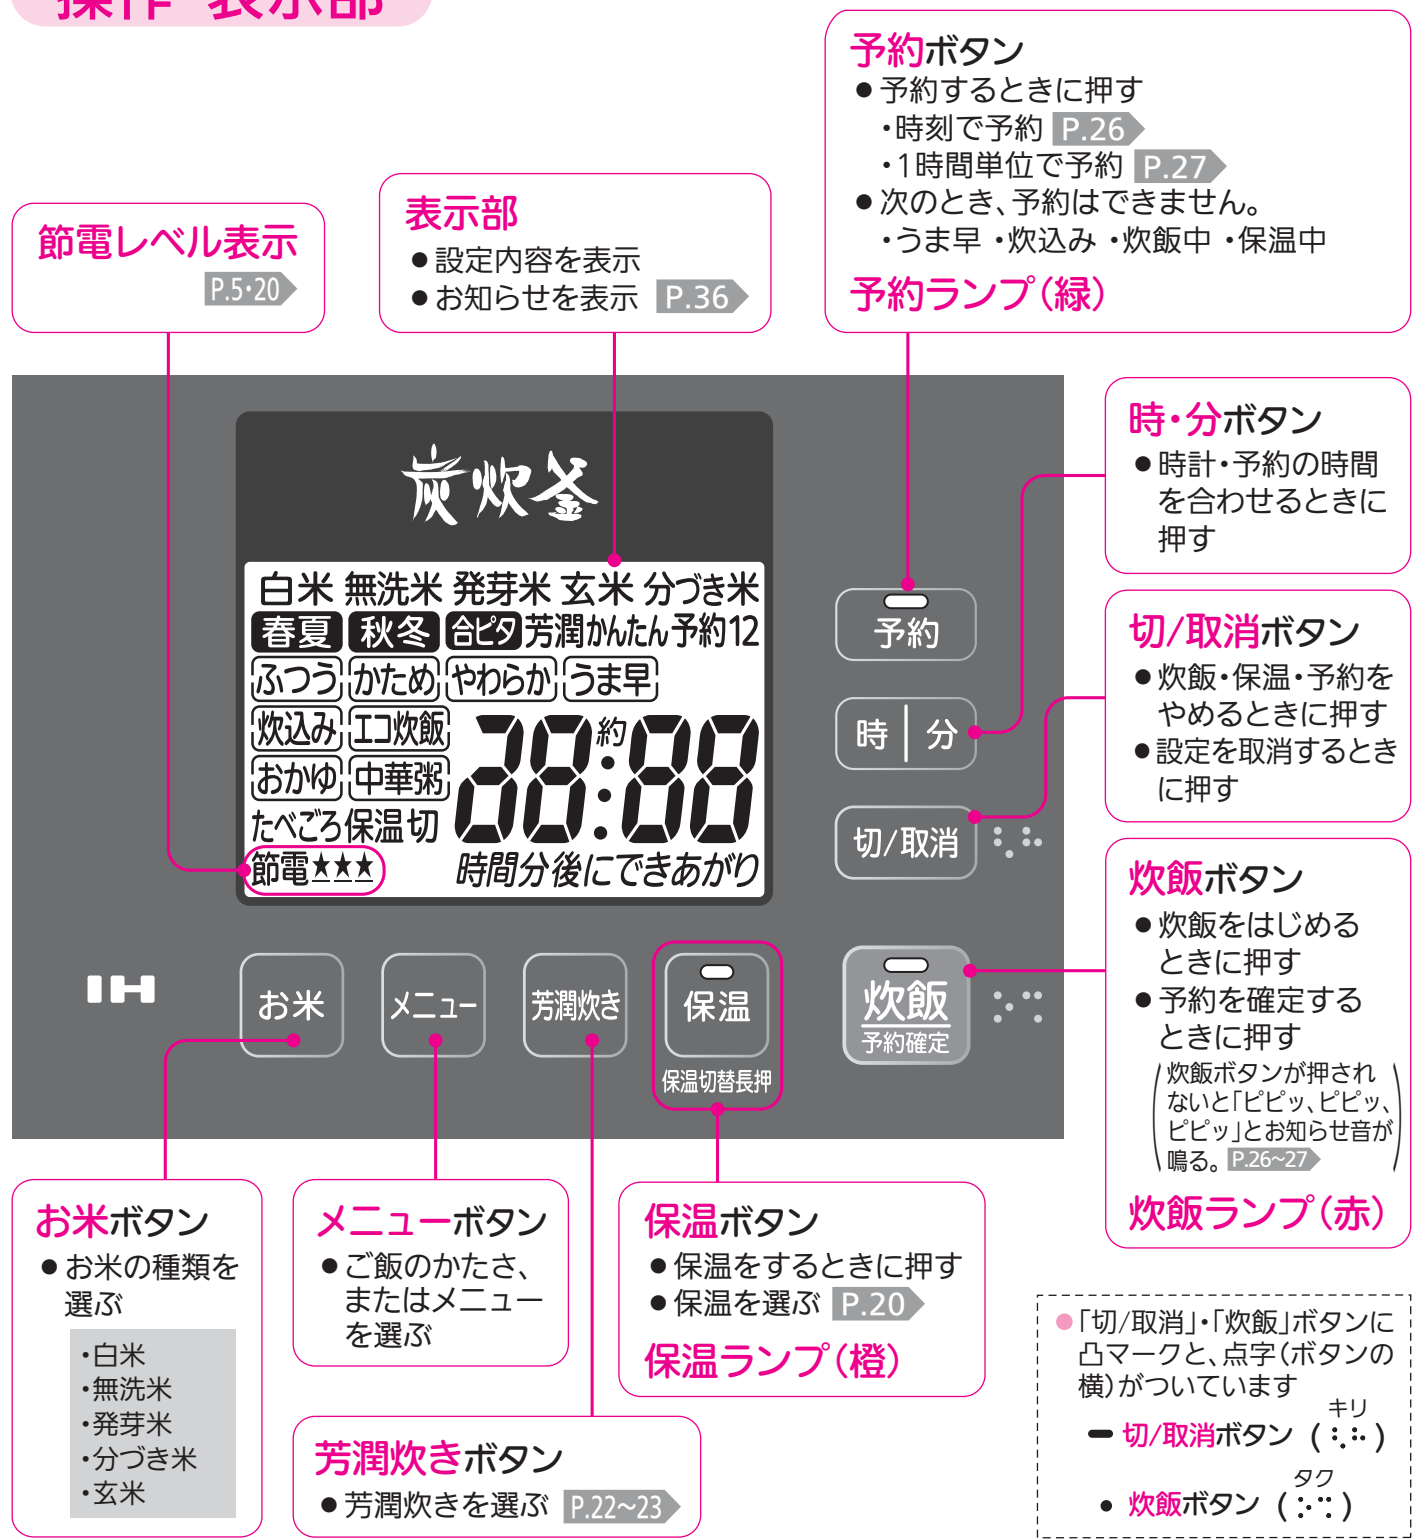 操作・表示部
予約ボタン
●予約するときに押す
・時刻で予約 P.26
・1時間単位で予約 P.27
●次のとき、予約はできません。
・うま早 ・炊込み ・炊飯中 ・保温中
予約ランプ(緑)
表示部
●設定内容を表示
●お知らせを表示 P.36
節電レベル表示
P.5・20
時・分ボタン
●時計・予約の時間
を合わせるときに
押す
切/取消ボタン
●炊飯・保温・予約を
やめるときに押す
●設定を取消するとき
に押す
炊飯ボタン
●炊飯をはじめる
ときに押す
●予約を確定する
ときに押す
(炊飯ボタンが押され
ないと「ピピッ、ピピッ、
ピピッ」とお知らせ音が
鳴る。P.26~27)
炊飯ランプ(赤)
炭炊釜
白米 無洗米 発芽米 玄米 分づき米
春夏 秋冬 合ピタ 芳潤 かんたん 予約12
ふつう かため やわらか うま早
炊込み エコ炊飯 約
おかゆ 中華粥 28:88
たべごろ 保温 切
節電★★★ 時間分後にできあがり
予約
時 | 分
切/取消
IH
お米
メニュー
芳潤炊き
保温
保温切替長押
炊飯
予約確定
お米ボタン
●お米の種類を
選ぶ
・白米
・無洗米
・発芽米
・分づき米
・玄米
メニューボタン
●ご飯のかたさ、
またはメニュー
を選ぶ
芳潤炊きボタン
●芳潤炊きを選ぶ P.22~23
保温ボタン
●保温をするときに押す
●保温を選ぶ P.20
保温ランプ(橙)
●「切/取消」・「炊飯」ボタンに
凸マークと、点字(ボタンの
横)がついています
キリ
━ 切/取消ボタン (⠣⠓)
タク
● 炊飯ボタン (⠕⠩)